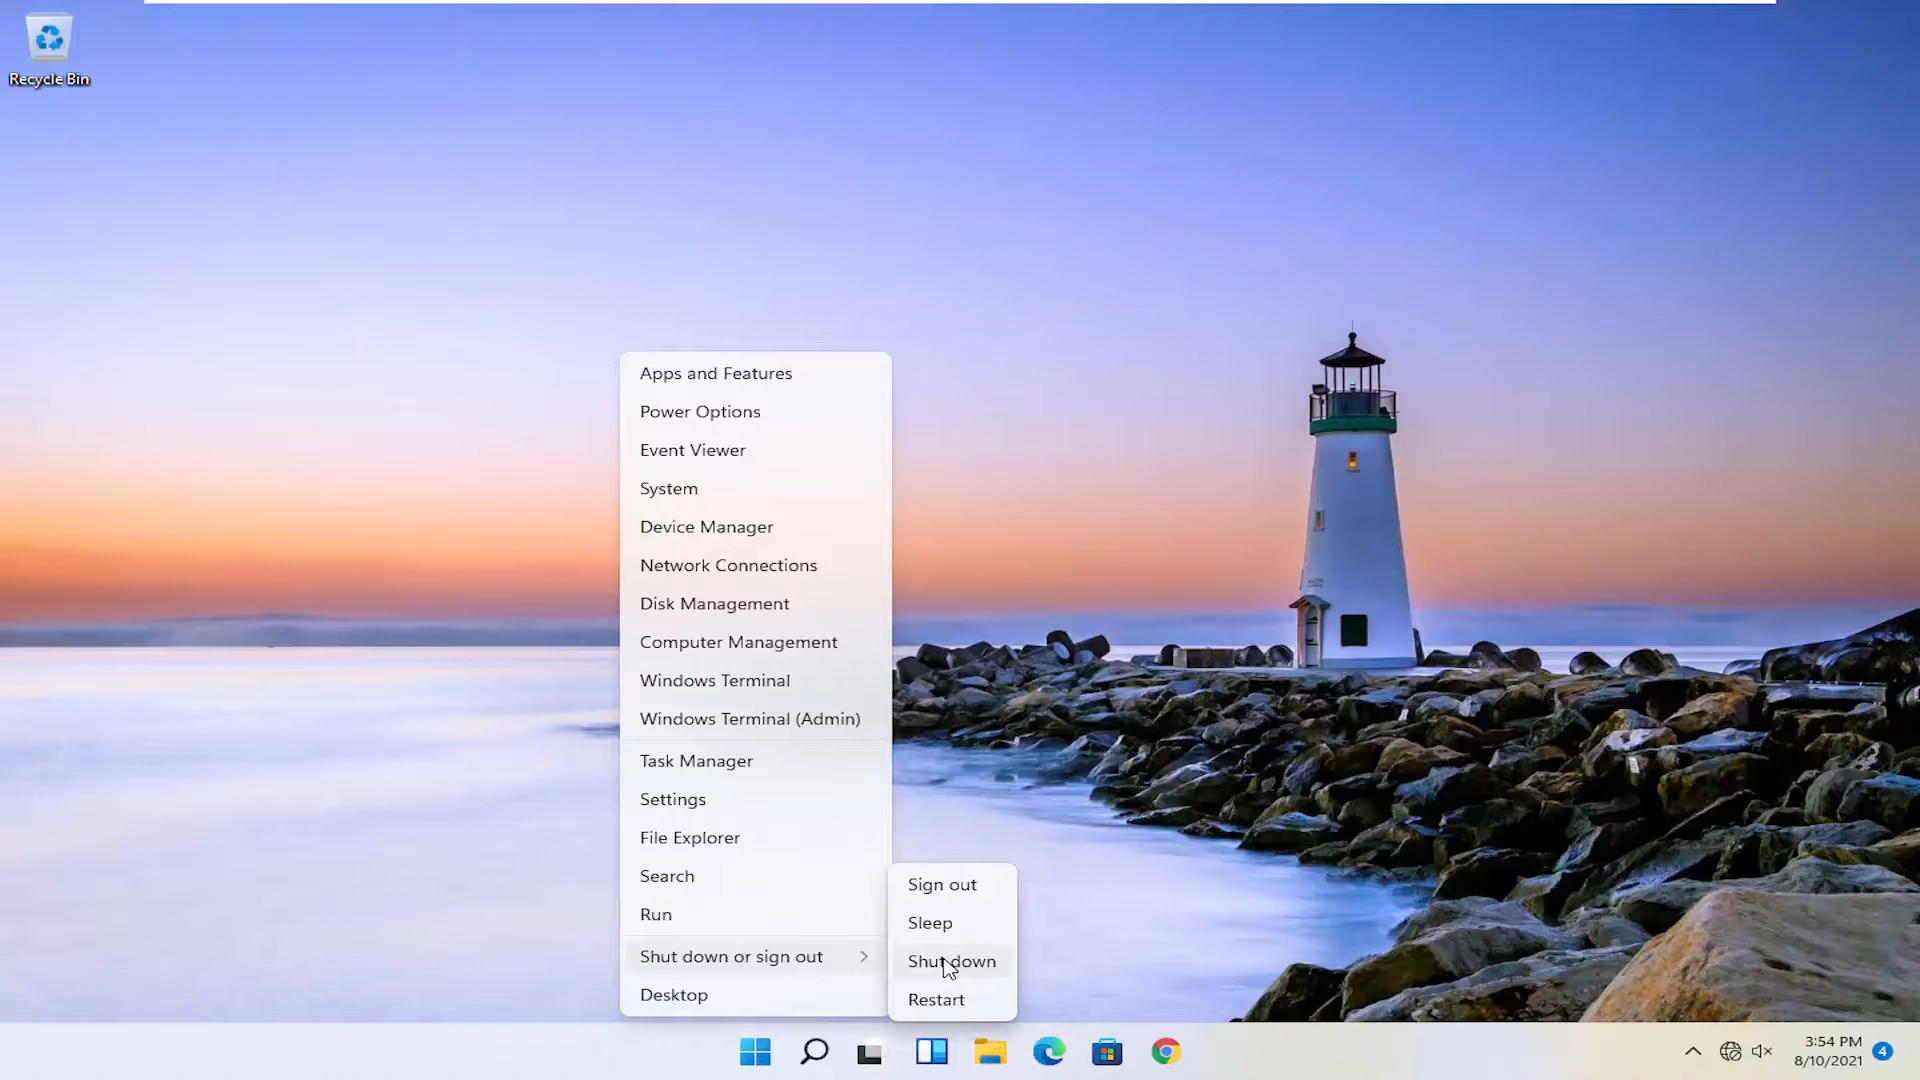 Recycle Bin
Apps and Features
Power Options
Event Viewer
System
Device Manager
Network Connections
Disk Management
Computer Management
Windows Terminal
Windows Terminal (Admin)
Task Manager
Settings
File Explorer
Search
Run
Shut down or sign out
Desktop
Sign out
Sleep
Shut down
Restart
3:54 PM
8/10/2021
4